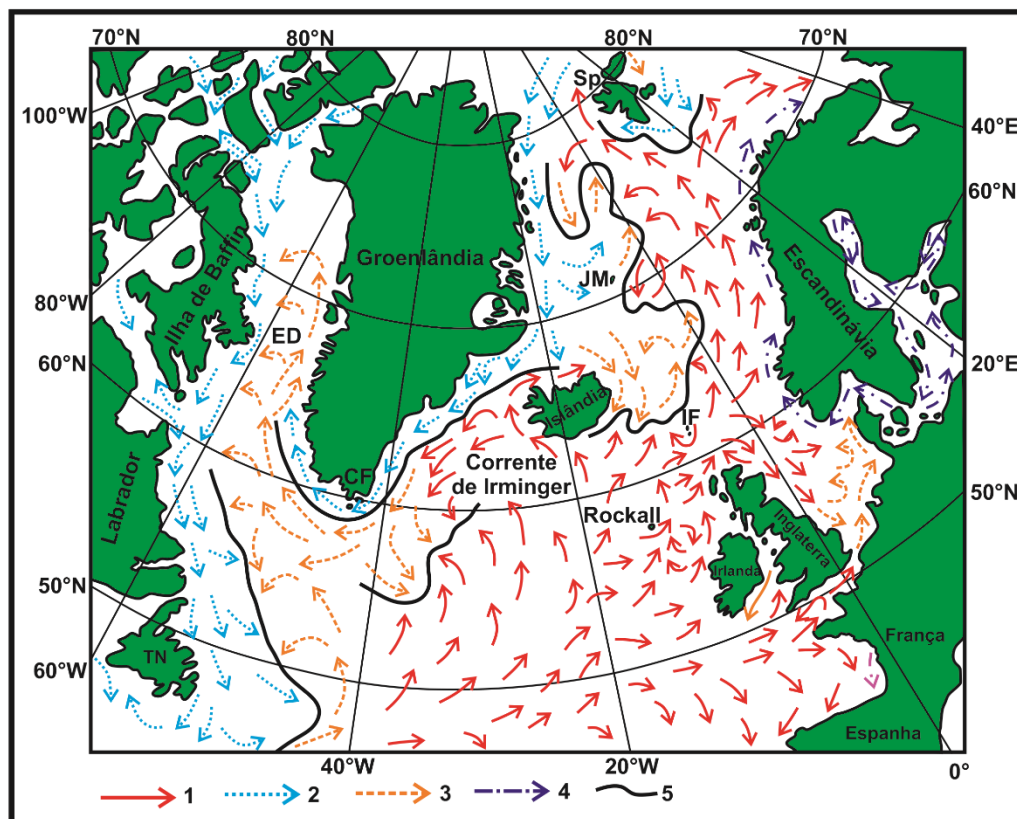 70°N
80°N
80°N
70°N
Sp
100°W
40°E
60°N
Ilha de Baffin
Groenlândia
JM
Escandinávia
80°W
ED
60°N
20°E
Islândia
IF
Corrente
de Irminger
CF
Labrador
Rockall
Inglaterra
50°N
Irlanda
50°N
TN
França
60°W
Espanha
40°W
20°W
0°
1
2
3
4
5